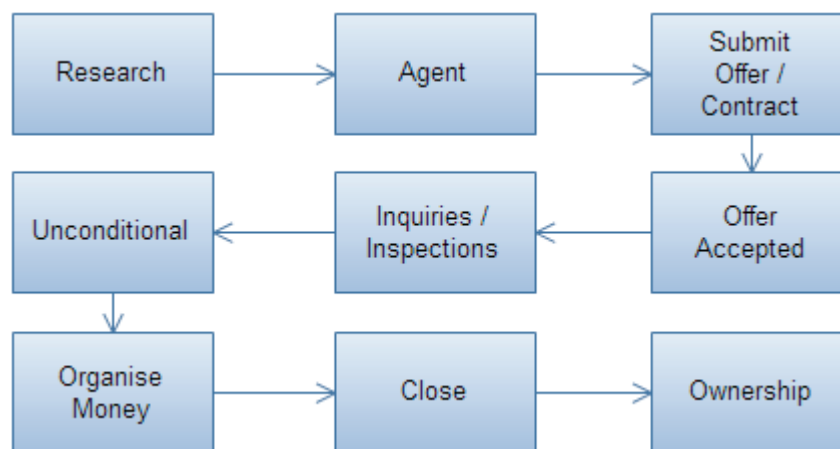 Research
Agent
Submit
Offer /
Contract
Offer
Accepted
Inquiries /
Inspections
Unconditional
Organise
Money
Close
Ownership